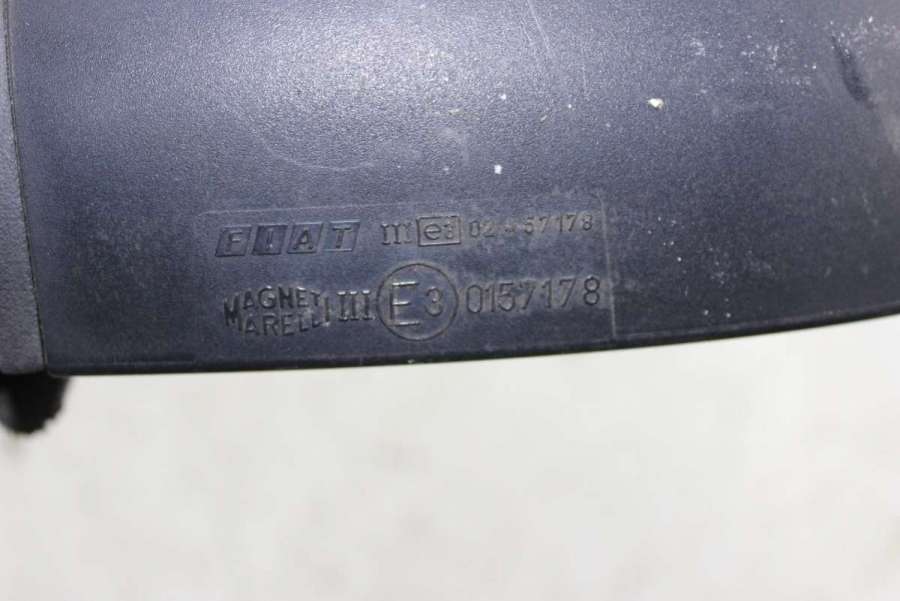 FIAT III e3 02*57178
MAGNETI MARELLI III E3 0157178